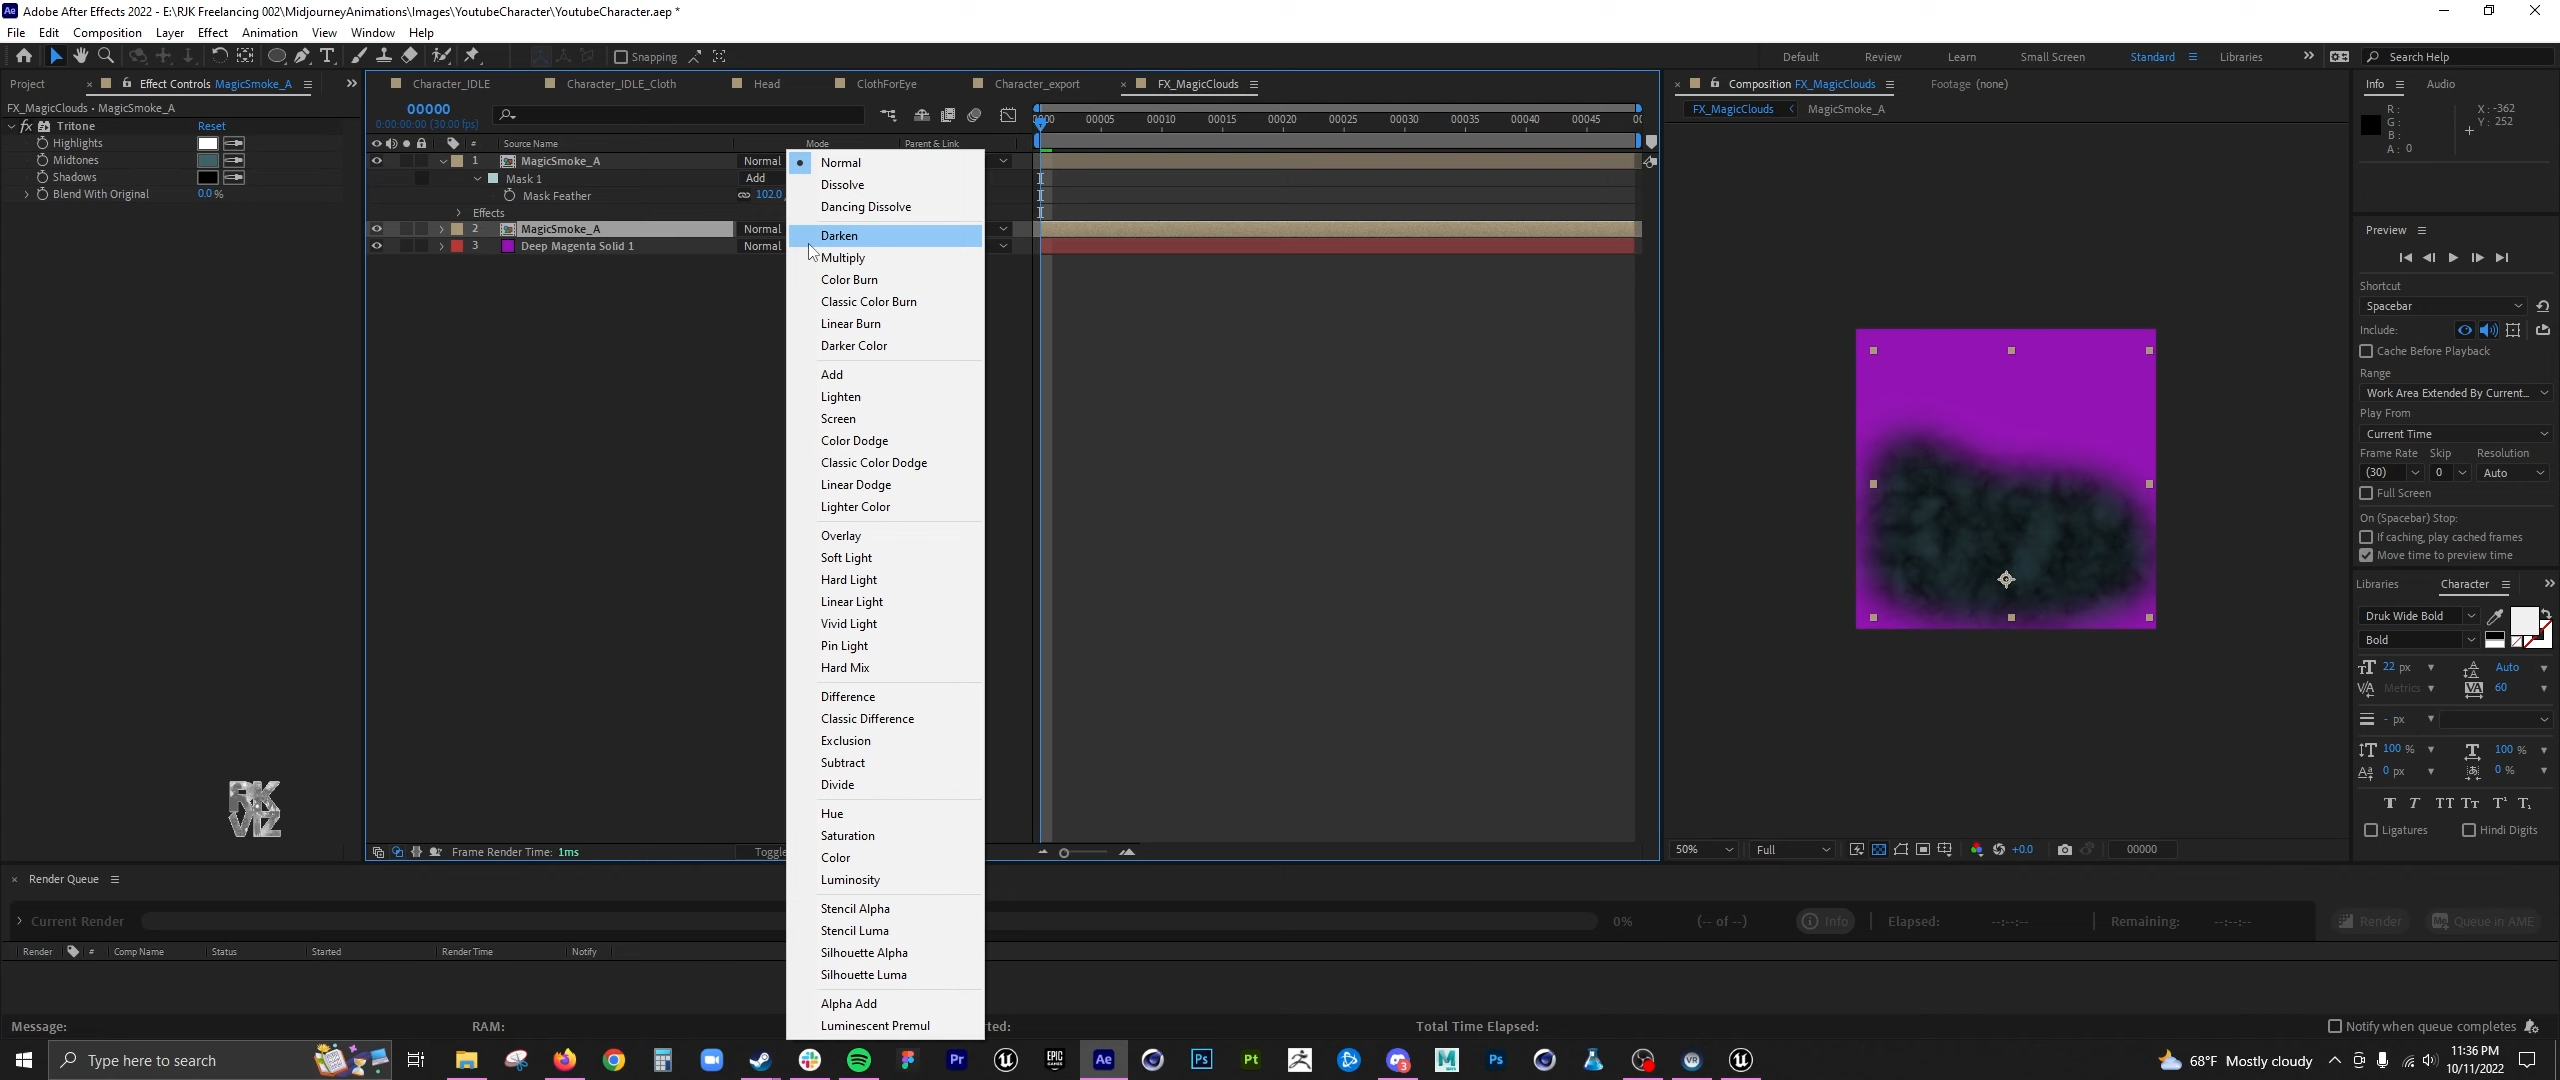 Adobe After Effects 2022 - E:\RJK Freelancing 002\MidjourneyAnimations\Images\YoutubeCharacter\YoutubeCharacter.aep *
File Edit Composition Layer Effect Animation View Window Help
Snapping Default Review Learn Small Screen Standard Libraries Search Help
Project Effect Controls MagicSmoke_A Character_IDLE Character_IDLE_Cloth Head ClothForEye Character_export FX_MagicClouds Composition FX_MagicClouds Footage (none) Info Audio
FX_MagicClouds • MagicSmoke_A 00000 FX_MagicClouds MagicSmoke_A R: X: -362
0:00:00:00 (30.00 fps) 00005 00010 00015 00020 00025 00030 00035 00040 00045 G: Y: 252
fx Tritone Reset B:
Highlights # Source Name Mode Parent & Link A: 0
Midtones 1 MagicSmoke_A Normal Normal
Shadows Mask 1 Add Dissolve
Blend With Original 0.0 % Mask Feather 102.0 Dancing Dissolve
Effects
2 MagicSmoke_A Normal Darken Preview
3 Deep Magenta Solid 1 Normal Multiply
Color Burn Shortcut
Classic Color Burn Spacebar
Linear Burn Include:
Darker Color Cache Before Playback
Add Range
Lighten Work Area Extended By Current...
Screen Play From
Color Dodge Current Time
Classic Color Dodge Frame Rate Skip Resolution
Linear Dodge (30) 0 Auto
Lighter Color Full Screen
Overlay On (Spacebar) Stop:
Soft Light If caching, play cached frames
Hard Light Move time to preview time
Linear Light Libraries Character
Vivid Light Druk Wide Bold
Pin Light Bold
Hard Mix 22 px Auto
Difference Metrics 60
Classic Difference - px
Exclusion 100 % 100 %
Subtract 0 px 0 %
Divide
RK
VIZ
Hue T T TT Tt T¹ T₁
Saturation Ligatures Hindi Digits
Color
Frame Render Time: 1ms Toggle 50% Full +0.0 00000
Luminosity
Render Queue
Stencil Alpha
Current Render Stencil Luma 0% (-- of --) Info Elapsed: --:--:-- Remaining: --:--:-- Render Queue in AME
Render # Comp Name Status Started Render Time Notify Silhouette Alpha
Silhouette Luma
Alpha Add
Message: RAM: Luminescent Premul rted: Total Time Elapsed: Notify when queue completes
Type here to search 68°F Mostly cloudy 11:36 PM
10/11/2022